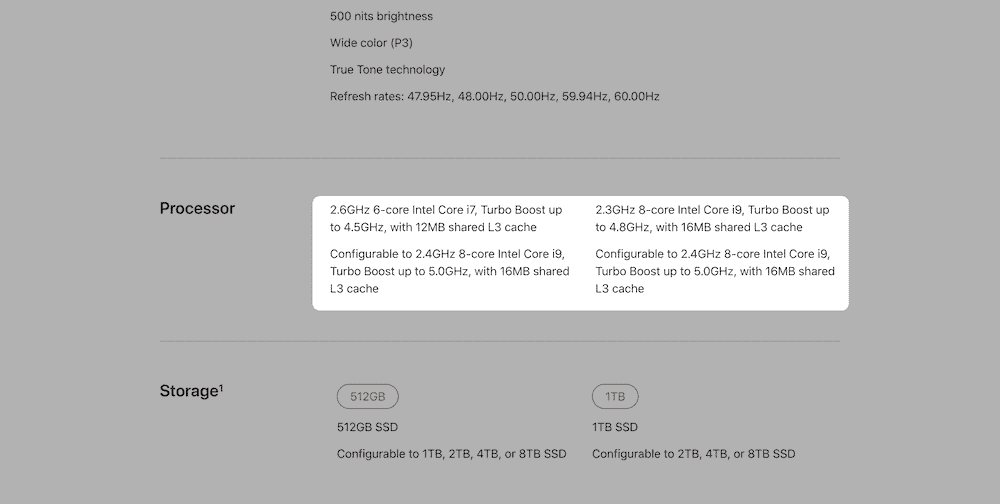 500 nits brightness
Wide color (P3)
True Tone technology
Refresh rates: 47.95Hz, 48.00Hz, 50.00Hz, 59.94Hz, 60.00Hz
Processor
2.6GHz 6-core Intel Core i7, Turbo Boost up
to 4.5GHz, with 12MB shared L3 cache
Configurable to 2.4GHz 8-core Intel Core i9,
Turbo Boost up to 5.0GHz, with 16MB shared
L3 cache
2.3GHz 8-core Intel Core i9, Turbo Boost up
to 4.8GHz, with 16MB shared L3 cache
Configurable to 2.4GHz 8-core Intel Core i9,
Turbo Boost up to 5.0GHz, with 16MB shared
L3 cache
Storage¹
512GB
512GB SSD
Configurable to 1TB, 2TB, 4TB, or 8TB SSD
1TB
1TB SSD
Configurable to 2TB, 4TB, or 8TB SSD